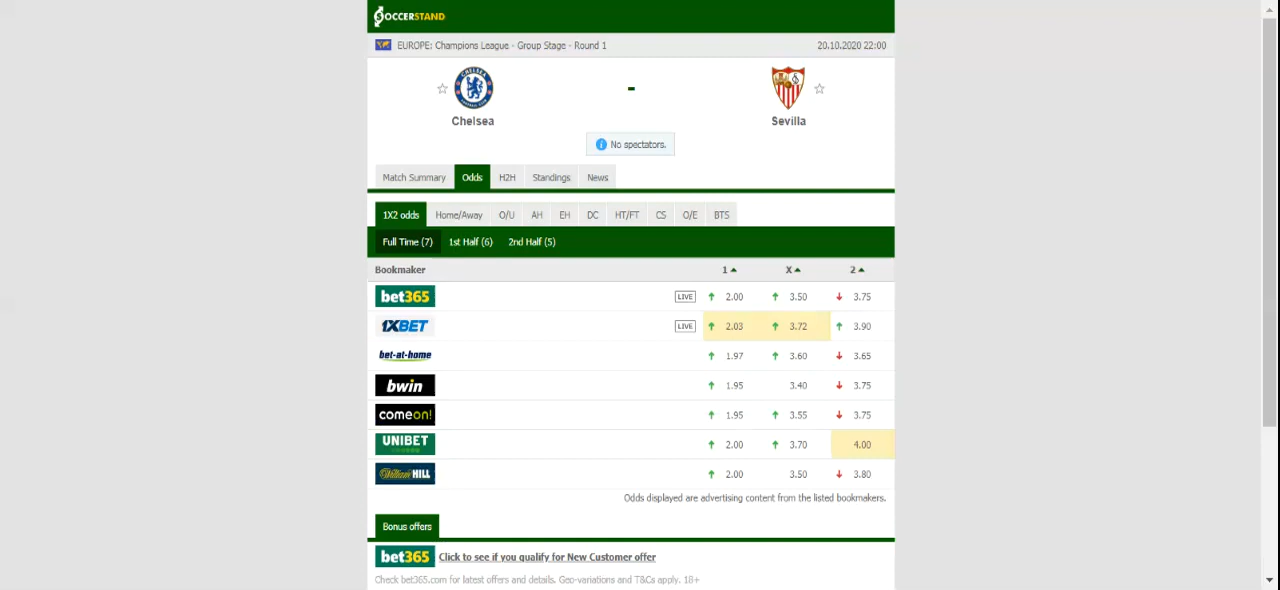 SOCCERSTAND
EUROPE: Champions League - Group Stage - Round 1 20.10.2020 22:00
-
Chelsea Sevilla
No spectators.
Match Summary Odds H2H Standings News
1X2 odds Home/Away O/U AH EH DC HT/FT CS O/E BTS
Full Time (7) 1st Half (6) 2nd Half (5)
Bookmaker 1 X 2
bet365 LIVE 2.00 3.50 3.75
1XBET LIVE 2.03 3.72 3.90
bet-at-home 1.97 3.60 3.65
bwin 1.95 3.40 3.75
comeon! 1.95 3.55 3.75
UNIBET 2.00 3.70 4.00
William HILL 2.00 3.50 3.80
Odds displayed are advertising content from the listed bookmakers.
Bonus offers
bet365 Click to see if you qualify for New Customer offer
Check bet365.com for latest offers and details. Geo-variations and T&Cs apply. 18+